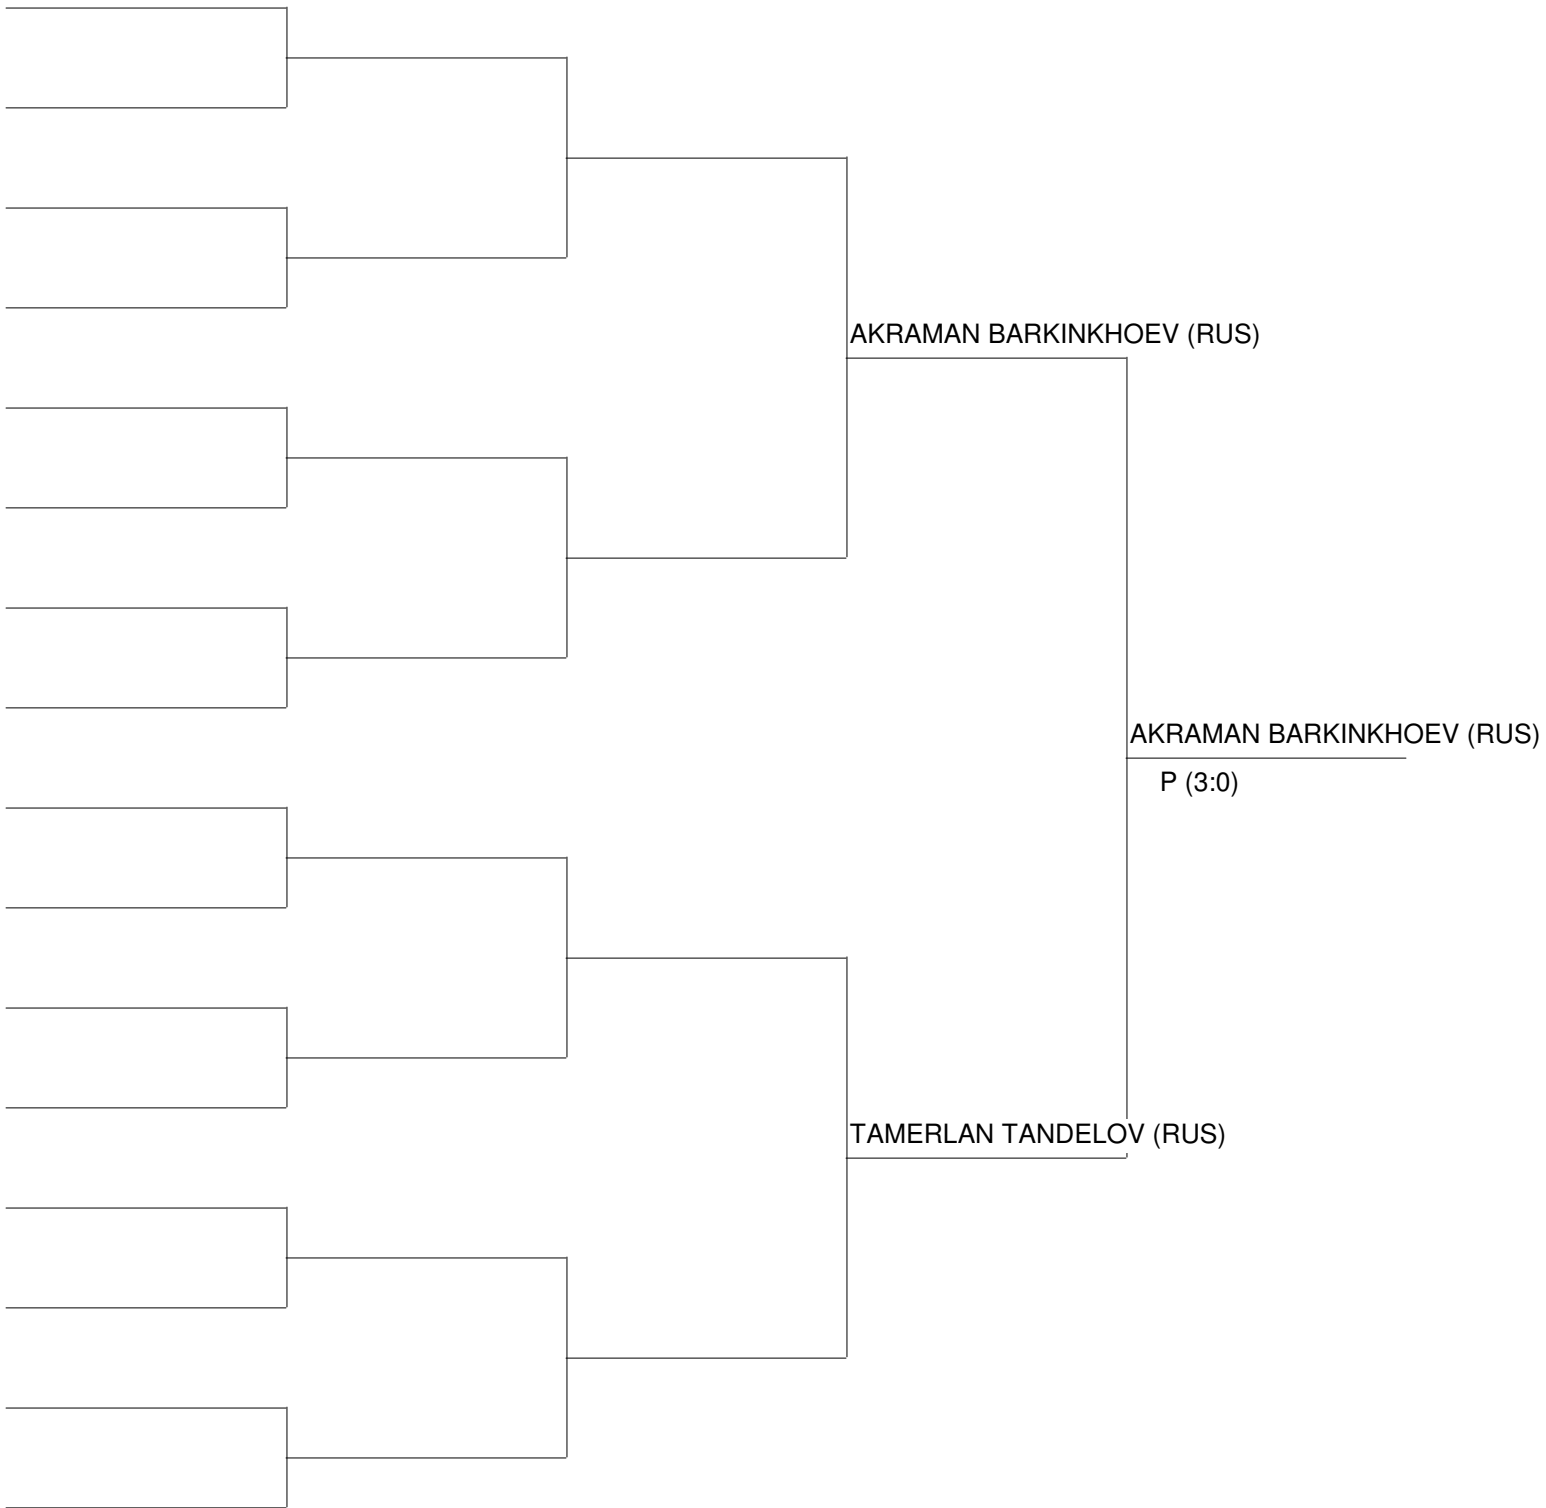 AKRAMAN BARKINKHOEV (RUS)
AKRAMAN BARKINKHOEV (RUS)
P (3:0)
TAMERLAN TANDELOV (RUS)